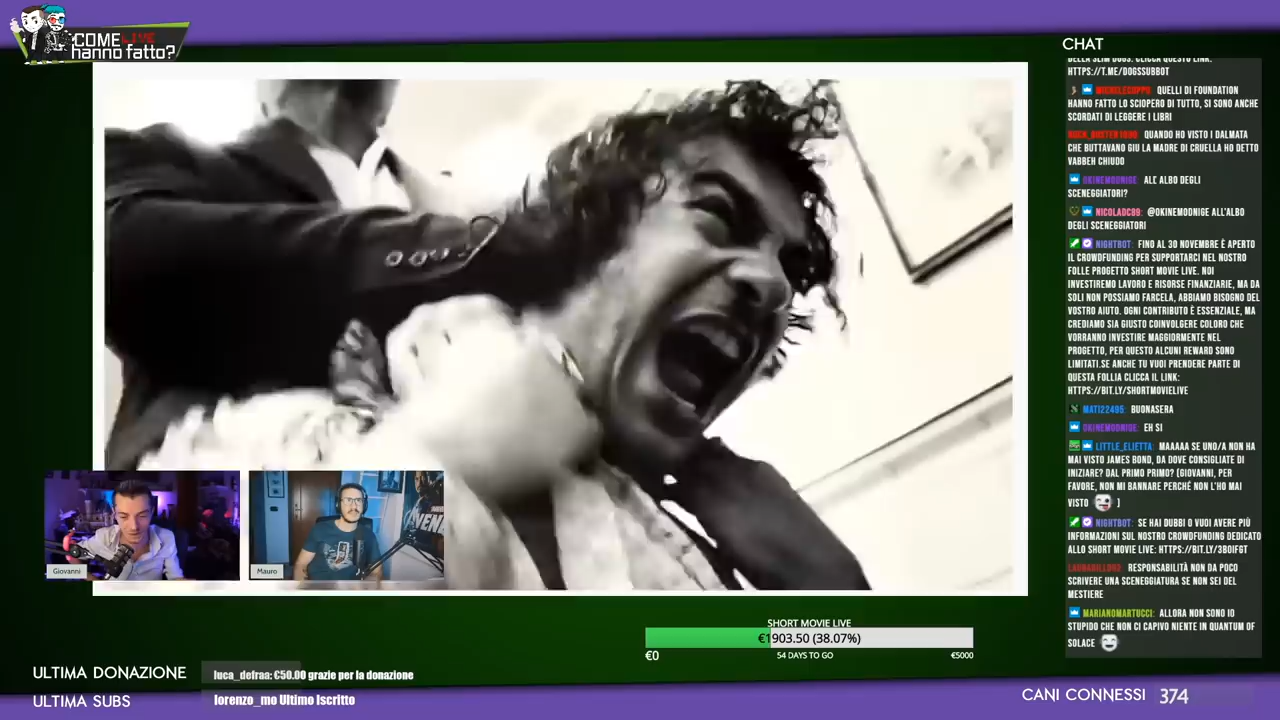 COME LIVE
hanno fatto?
CHAT
DELLA SLIM DOGS. CLICCA QUESTO LINK:
HTTPS://T.ME/DOGSSUBBOT
QUELLI DI FOUNDATION
HANNO FATTO LO SCIOPERO DI TUTTO, SI SONO ANCHE
SCORDATI DI LEGGERE I LIBRI
QUANDO HO VISTO I DALMATA
CHE BUTTAVANO GIU LA MADRE DI CRUELLA HO DETTO
VABBEH CHIUDO
OKINEMODNIGE: ALL' ALBO DEGLI
SCENEGGIATORI?
NICOLADC89: @OKINEMODNIGE ALL'ALBO
DEGLI SCENEGGIATORI
NIGHTBOT: FINO AL 30 NOVEMBRE È APERTO
IL CROWDFUNDING PER SUPPORTARCI NEL NOSTRO
FOLLE PROGETTO SHORT MOVIE LIVE. NOI
INVESTIREMO LAVORO E RISORSE FINANZIARIE, MA DA
SOLI NON POSSIAMO FARCELA, ABBIAMO BISOGNO DEL
VOSTRO AIUTO. OGNI CONTRIBUTO È ESSENZIALE, MA
CREDIAMO SIA GIUSTO COINVOLGERE COLORO CHE
VORRANNO INVESTIRE MAGGIORMENTE NEL
PROGETTO, PER QUESTO ALCUNI REWARD SONO
LIMITATI.SE ANCHE TU VUOI PRENDERE PARTE DI
QUESTA FOLLIA CLICCA IL LINK:
HTTPS://BIT.LY/SHORTMOVIELIVE
MATI22495: BUONASERA
OKINEMODNIGE: EH SI
LITTLE_ELIETTA: MAAAAA SE UNO/A NON HA
MAI VISTO JAMES BOND, DA DOVE CONSIGLIATE DI
INIZIARE? DAL PRIMO PRIMO? (GIOVANNI, PER
FAVORE, NON MI BANNARE PERCHÉ NON L'HO MAI
VISTO )
NIGHTBOT: SE HAI DUBBI O VUOI AVERE PIÙ
INFORMAZIONI SUL NOSTRO CROWDFUNDING DEDICATO
ALLO SHORT MOVIE LIVE: HTTPS://BIT.LY/3BOIFGT
RESPONSABILITÀ NON DA POCO
SCRIVERE UNA SCENEGGIATURA SE NON SEI DEL
MESTIERE
MARIANOMARTUCCI: ALLORA NON SONO IO
STUPIDO CHE NON CI CAPIVO NIENTE IN QUANTUM OF
SOLACE
AVEN
Giovanni
Mauro
SHORT MOVIE LIVE
€1903.50 (38.07%)
€0 54 DAYS TO GO €5000
ULTIMA DONAZIONE luca_defraa: €50.00 grazie per la donazione
ULTIMA SUBS lorenzo_mo Ultimo Iscritto
CANI CONNESSI 374